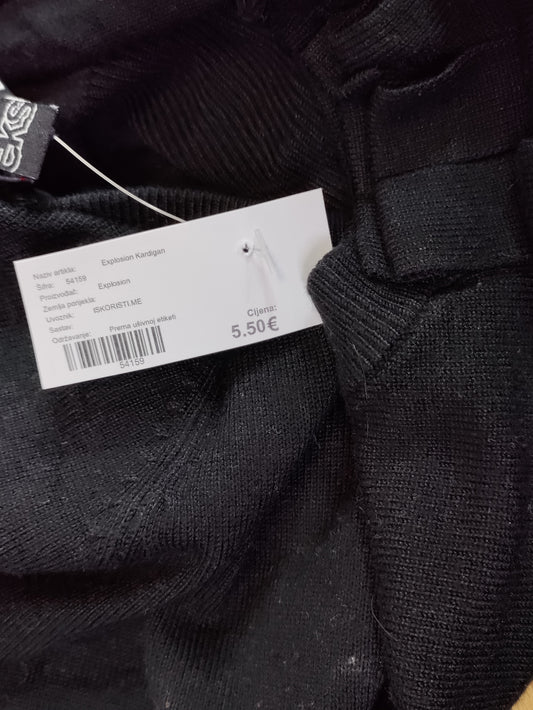 Naziv artikla: Explosion Kardigan
Šifra: 54159
Proizvođač: Explosion
Zemlja porijekla:
Uvoznik: ISKORISTI.ME
Sastav:
Održavanje: Prema ušivnoj etiketi
Cijena:
5.50€
54159